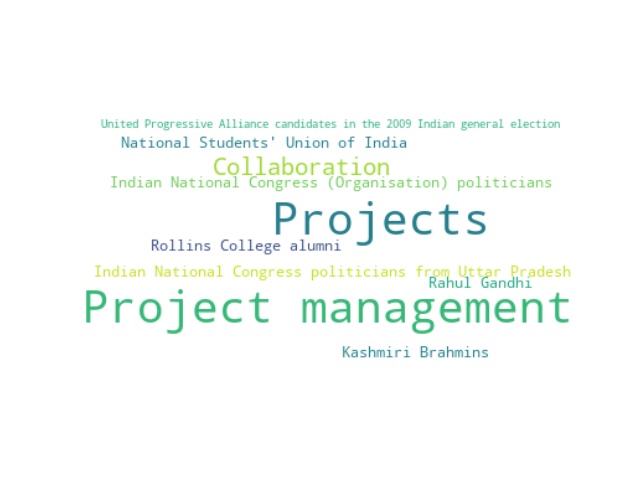 United Progressive Alliance candidates in the 2009 Indian general election
National Students' Union of India
Collaboration
Indian National Congress (Organisation) politicians
Projects
Rollins College alumni
Indian National Congress politicians from Uttar Pradesh
Rahul Gandhi
Project management
Kashmiri Brahmins